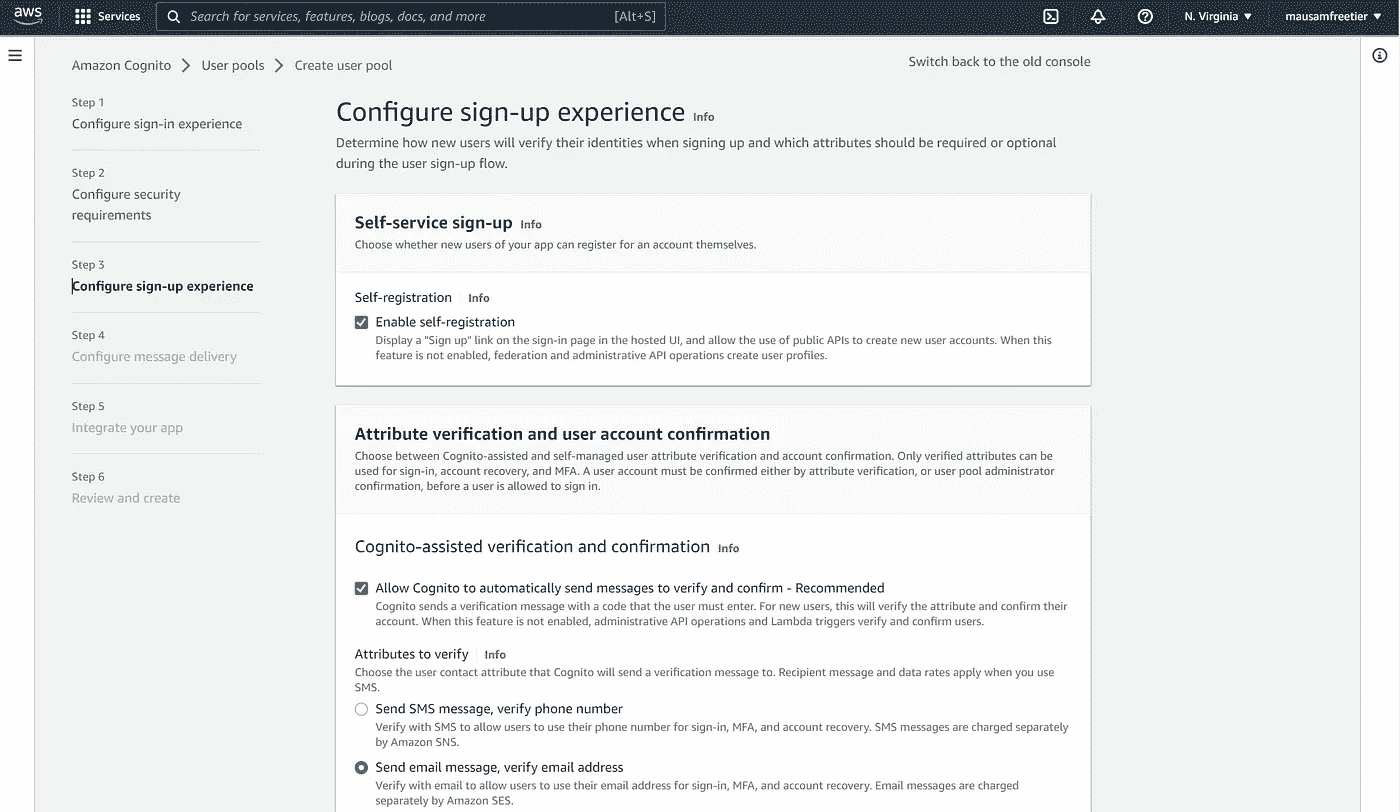 aws
Services
Search for services, features, blogs, docs, and more
[Alt+S]
N. Virginia
mausamfreetier
Amazon Cognito
User pools
Create user pool
Switch back to the old console
Step 1
Configure sign-in experience
Step 2
Configure security
requirements
Step 3
Configure sign-up experience
Step 4
Configure message delivery
Step 5
Integrate your app
Step 6
Review and create
Configure sign-up experience Info
Determine how new users will verify their identities when signing up and which attributes should be required or optional
during the user sign-up flow.
Self-service sign-up Info
Choose whether new users of your app can register for an account themselves.
Self-registration Info
Enable self-registration
Display a "Sign up" link on the sign-in page in the hosted UI, and allow the use of public APIs to create new user accounts. When this
feature is not enabled, federation and administrative API operations create user profiles.
Attribute verification and user account confirmation
Choose between Cognito-assisted and self-managed user attribute verification and account confirmation. Only verified attributes can be
used for sign-in, account recovery, and MFA. A user account must be confirmed either by attribute verification, or user pool administrator
confirmation, before a user is allowed to sign in.
Cognito-assisted verification and confirmation Info
Allow Cognito to automatically send messages to verify and confirm - Recommended
Cognito sends a verification message with a code that the user must enter. For new users, this will verify the attribute and confirm their
account. When this feature is not enabled, administrative API operations and Lambda triggers verify and confirm users.
Attributes to verify Info
Choose the user contact attribute that Cognito will send a verification message to. Recipient message and data rates apply when you use
SMS.
Send SMS message, verify phone number
Verify with SMS to allow users to use their phone number for sign-in, MFA, and account recovery. SMS messages are charged separately
by Amazon SNS.
Send email message, verify email address
Verify with email to allow users to use their email address for sign-in, MFA, and account recovery. Email messages are charged
separately by Amazon SES.